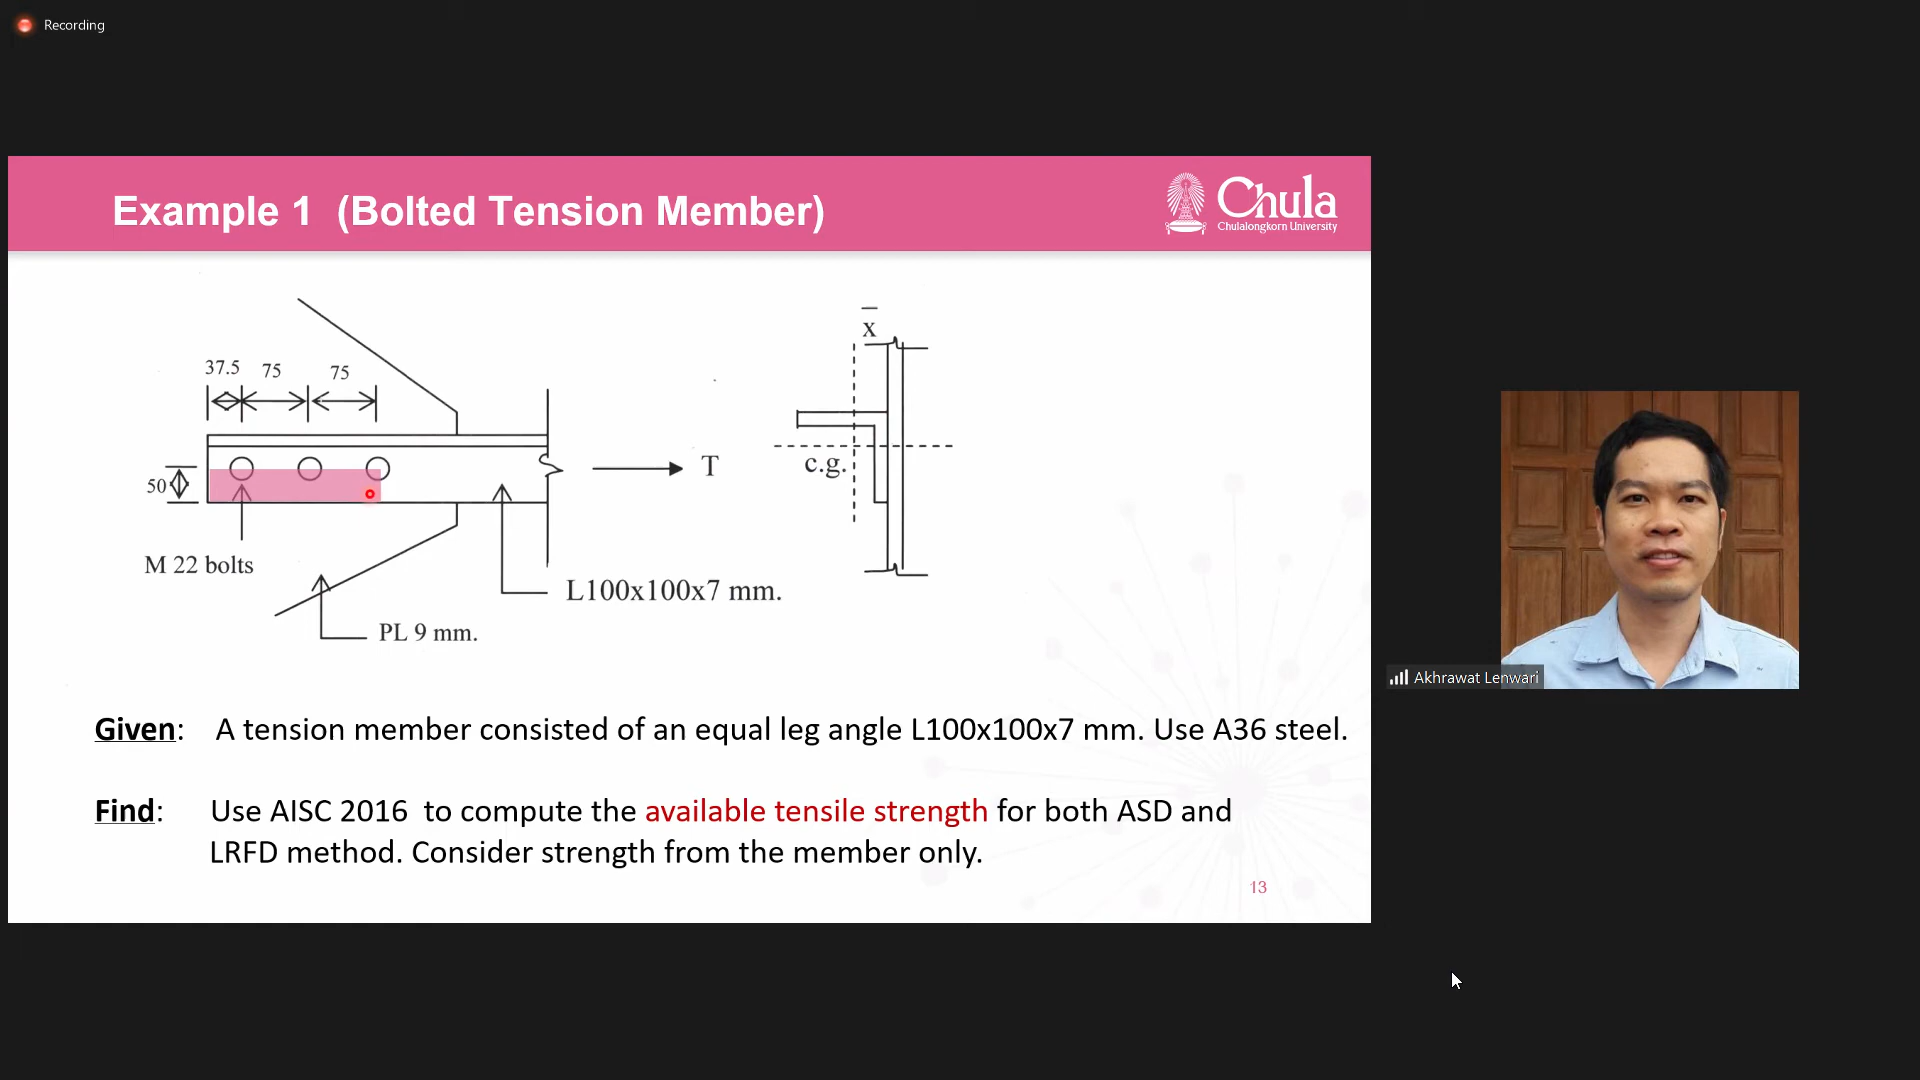 Recording
Example 1 (Bolted Tension Member)
Chula
Chulalongkorn University
x
37.5 75 75
T
c.g.
50
M 22 bolts
L100x100x7 mm.
PL 9 mm.
Akhrawat Lenwari
Given: A tension member consisted of an equal leg angle L100x100x7 mm. Use A36 steel.
Find: Use AISC 2016 to compute the available tensile strength for both ASD and
LRFD method. Consider strength from the member only.
13